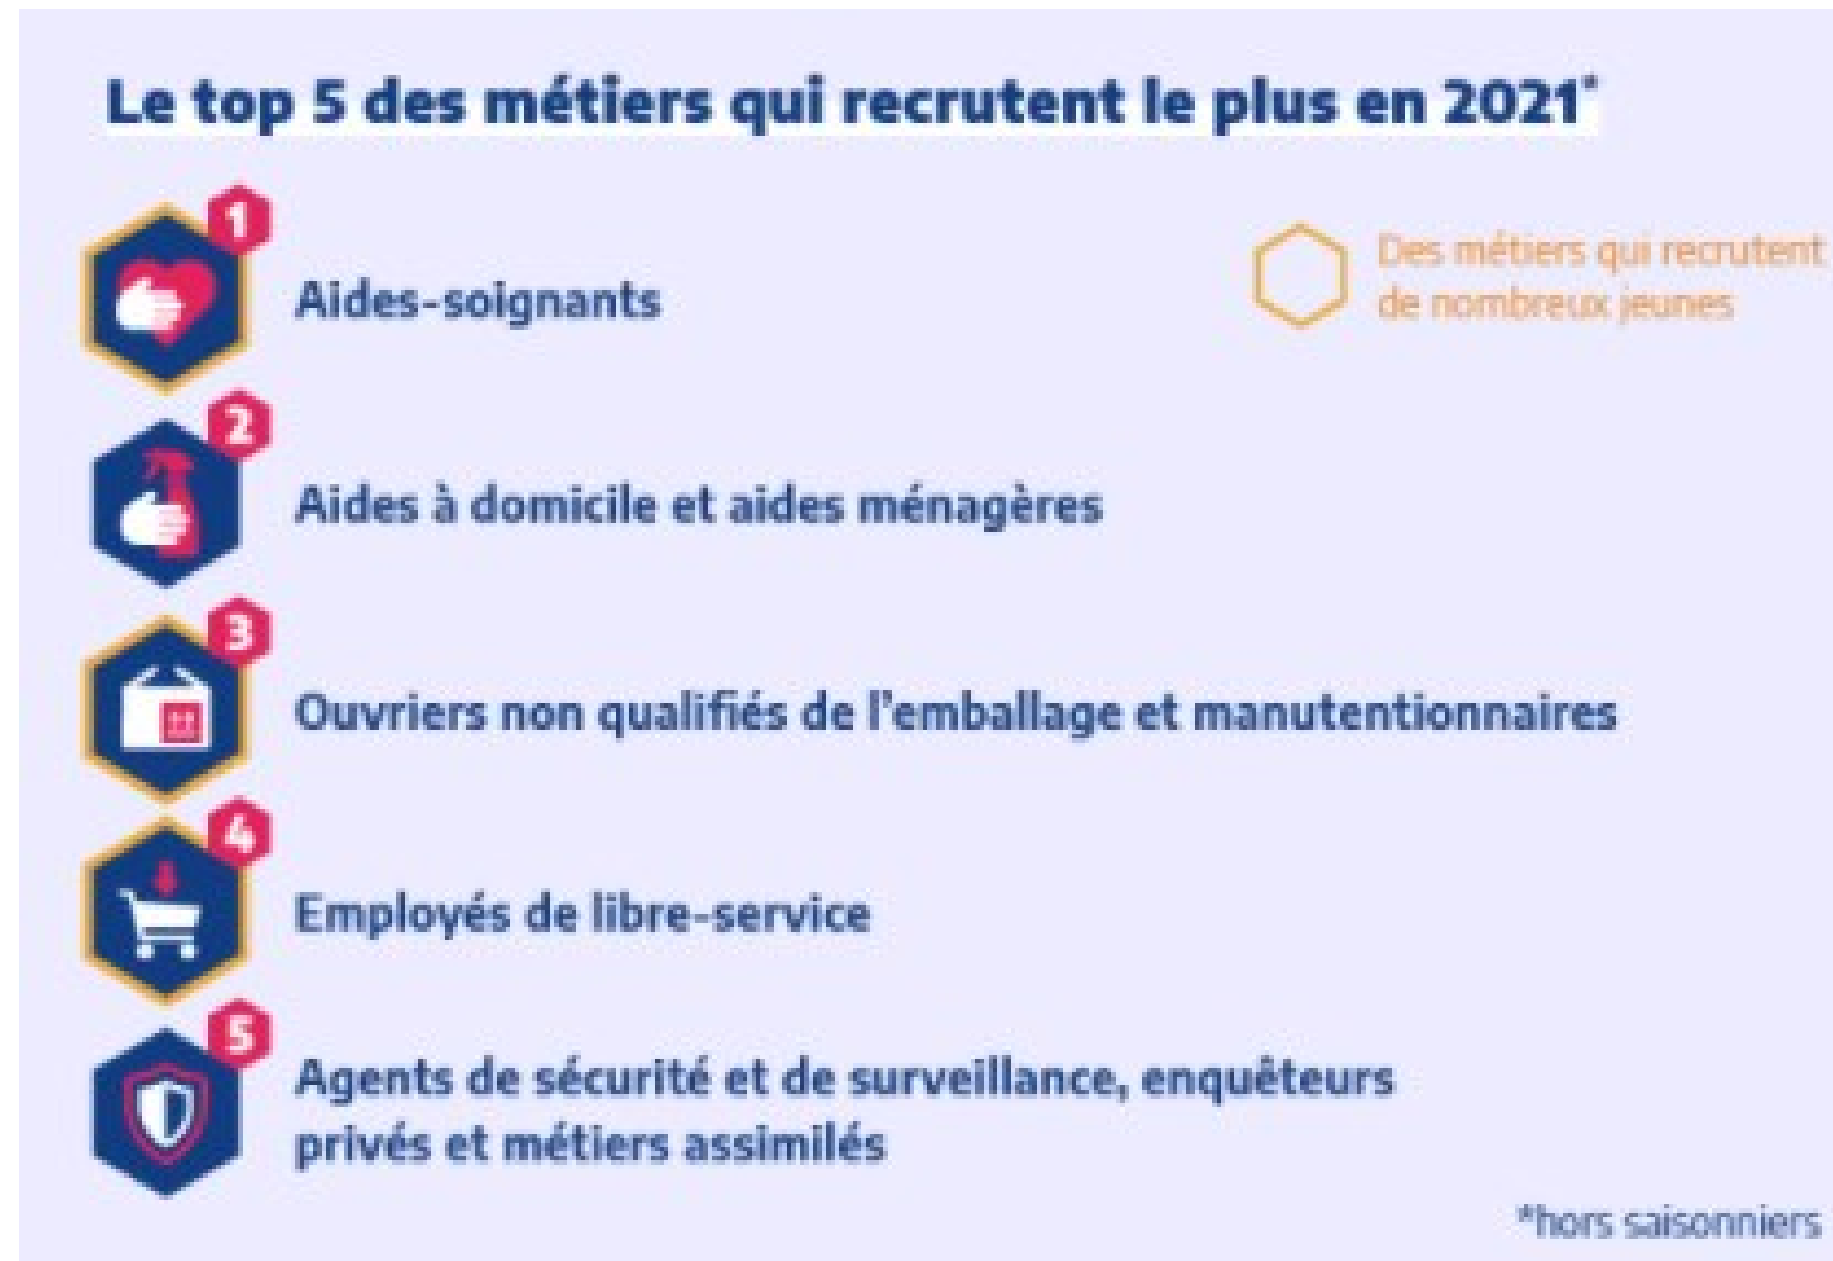 Le top 5 des métiers qui recrutent le plus en 2021*
1
Aides-soignants
Des métiers qui recrutent
de nombreux jeunes
2
Aides à domicile et aides ménagères
3
Ouvriers non qualifiés de l'emballage et manutentionnaires
4
Employés de libre-service
5
Agents de sécurité et de surveillance, enquêteurs
privés et métiers assimilés
*hors saisonniers